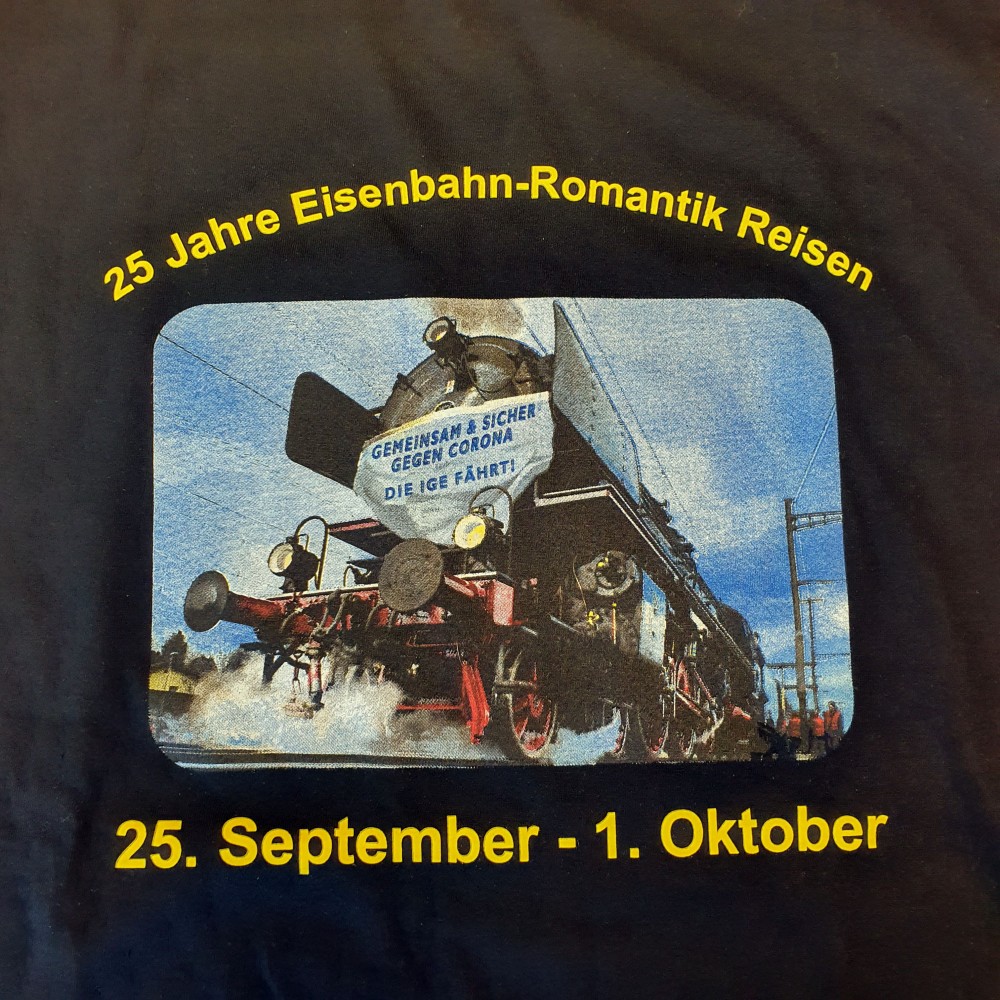 25 Jahre Eisenbahn-Romantik Reisen
GEMEINSAM & SICHER
GEGEN CORONA
DIE IGE FÄHRT!
25. September - 1. Oktober